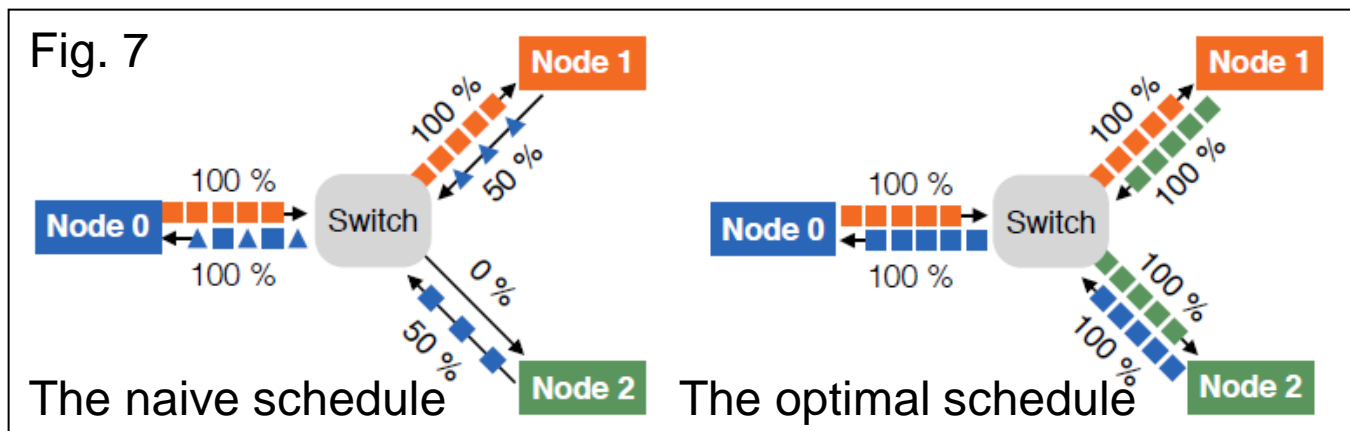 Fig. 7
Node 1
100 %
50 %
100 %
Node 0
Switch
100 %
0 %
50 %
Node 2
The naive schedule
Node 1
100 %
100 %
100 %
Node 0
Switch
100 %
100 %
100 %
Node 2
The optimal schedule